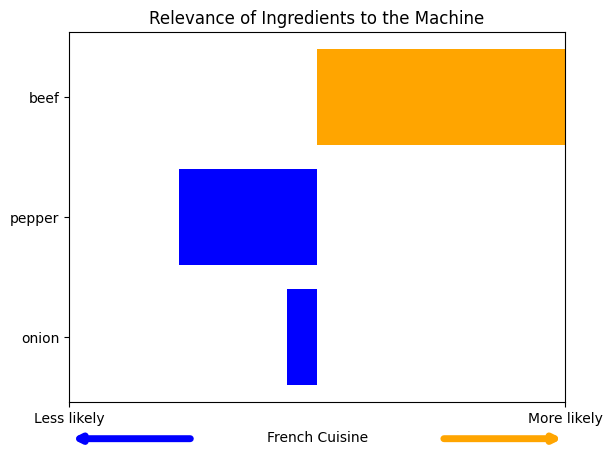 Relevance of Ingredients to the Machine
beef
pepper
onion
Less likely
More likely
French Cuisine